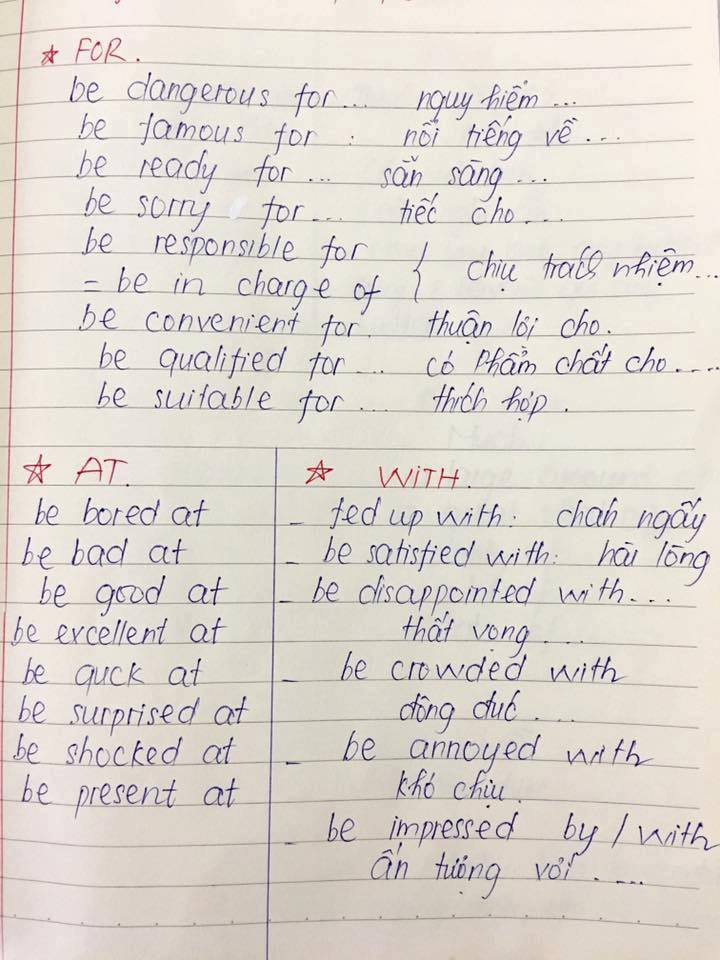 ☆ FOR.
be dangerous for... nguy hiểm...
be famous for : nổi tiếng về...
be ready for... sẵn sàng...
be sorry for... tiếc cho...
be responsible for
= be in charge of } chịu trách nhiệm...
be convenient for. thuận lợi cho.
be qualified for... có phẩm chất cho....
be suitable for... thích hợp.
☆ AT.
be bored at
be bad at
be good at
be excellent at
be quck at
be surprised at
be shocked at
be present at
☆ WITH.
- fed up with: chán ngấy
- be satisfied with: hài lòng
- be disappointed with...
thất vọng....
- be crowded with
đông đúc....
- be annoyed with
khó chịu.
- be impressed by / with
ấn tượng với....